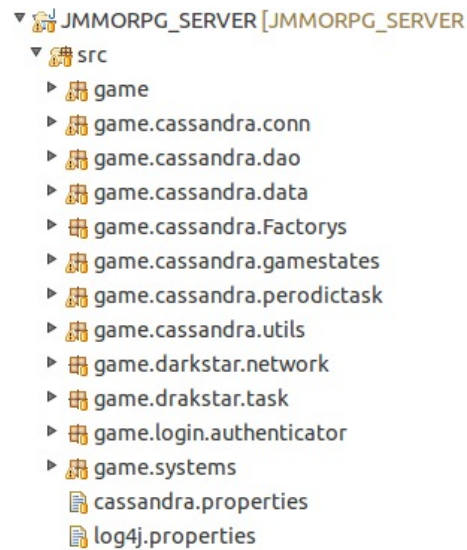 JMMORPG_SERVER [JMMORPG_SERVER
src
game
game.cassandra.conn
game.cassandra.dao
game.cassandra.data
game.cassandra.Factorys
game.cassandra.gamestates
game.cassandra.perodictask
game.cassandra.utils
game.darkstar.network
game.drakstar.task
game.login.authenticator
game.systems
cassandra.properties
log4j.properties